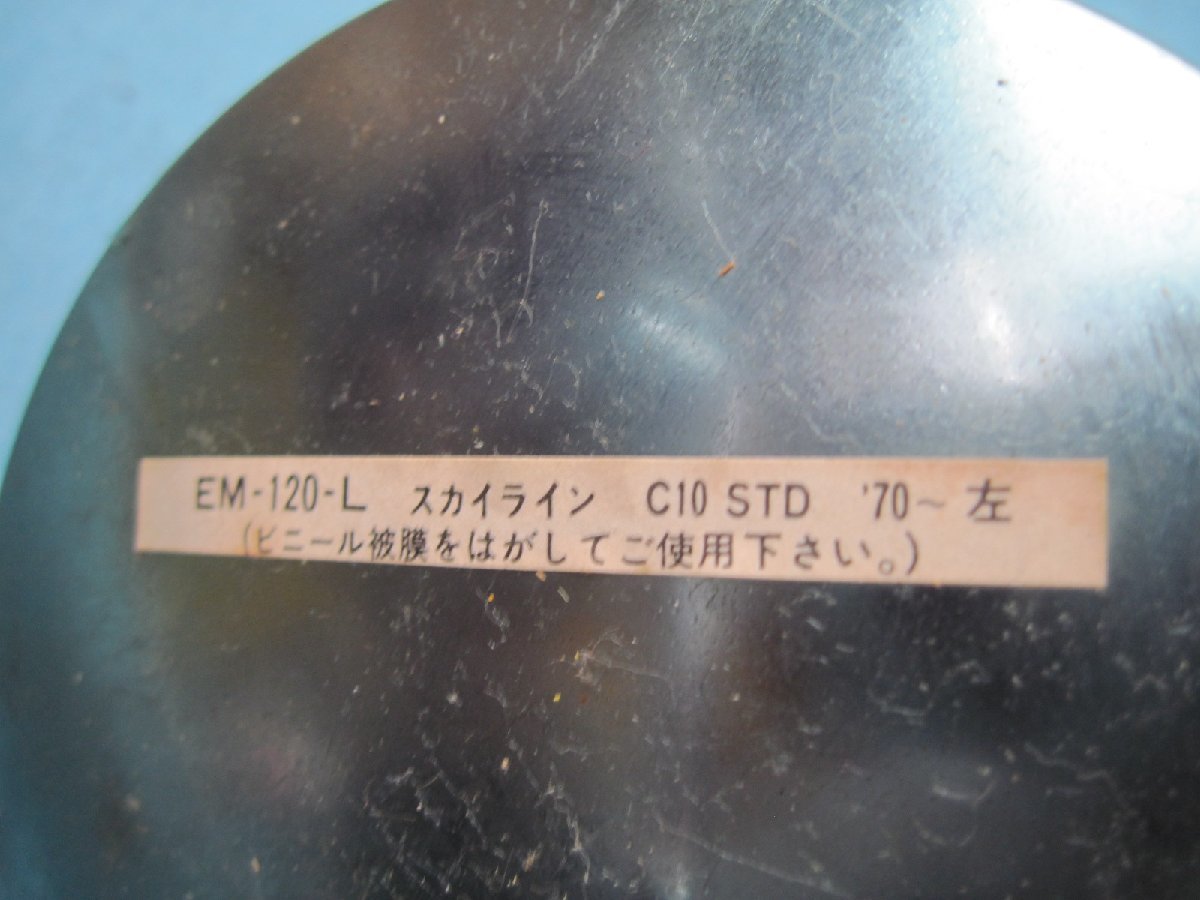 EM-120-L スカイライン C10 STD '70~ 左
(ビニール被膜をはがしてご使用下さい。)